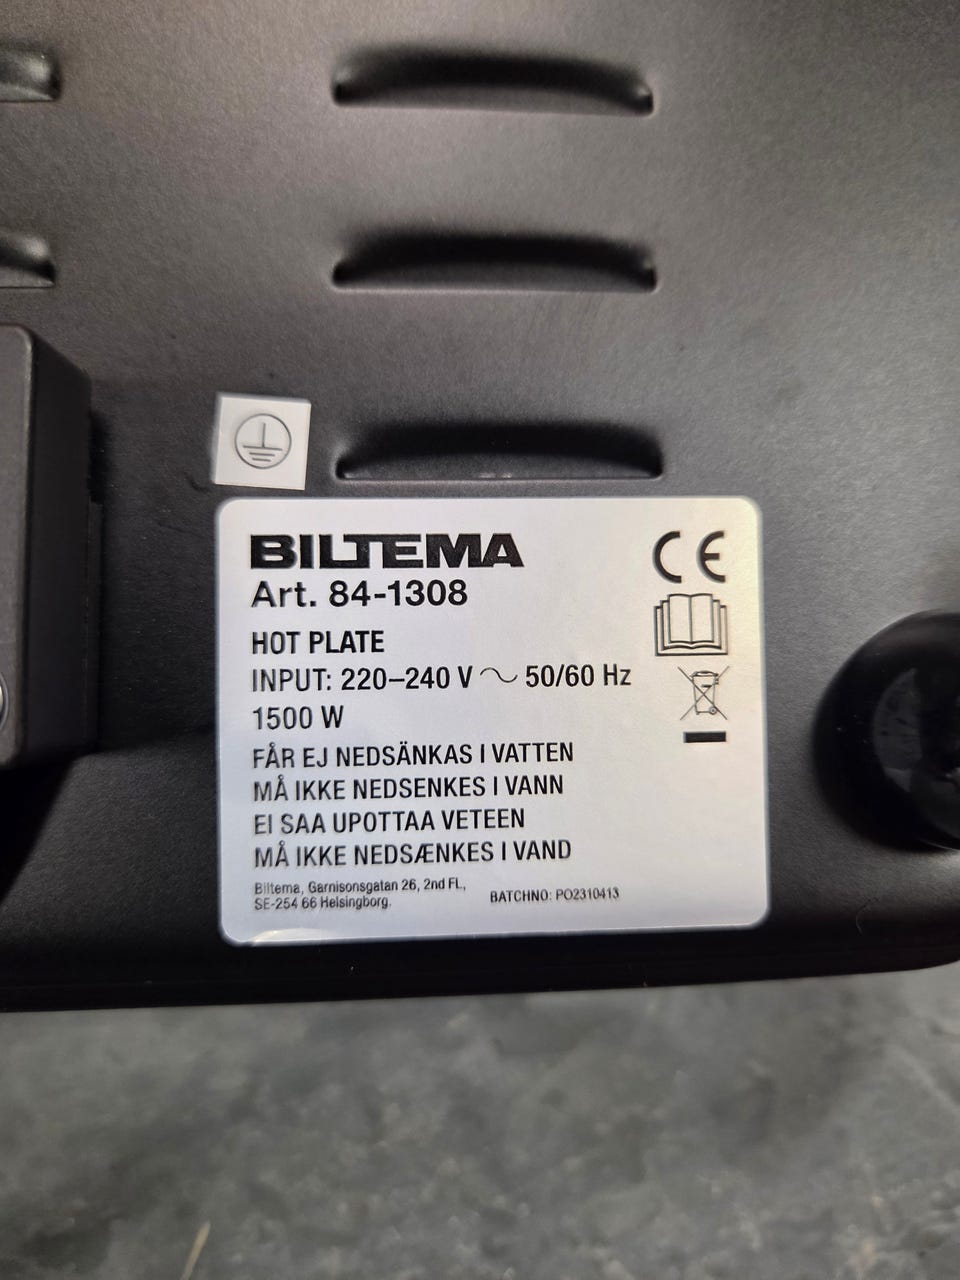 BILTEMA
Art. 84-1308
HOT PLATE
INPUT: 220–240 V ~ 50/60 Hz
1500 W
FÅR EJ NEDSÄNKAS I VATTEN
MÅ IKKE NEDSENKES I VANN
EI SAA UPOTTAA VETEEN
MÅ IKKE NEDSÆNKES I VAND
Biltema, Garnisonsgatan 26, 2nd FL,
SE-254 66 Helsingborg.
BATCHNO: PO2310413
CE